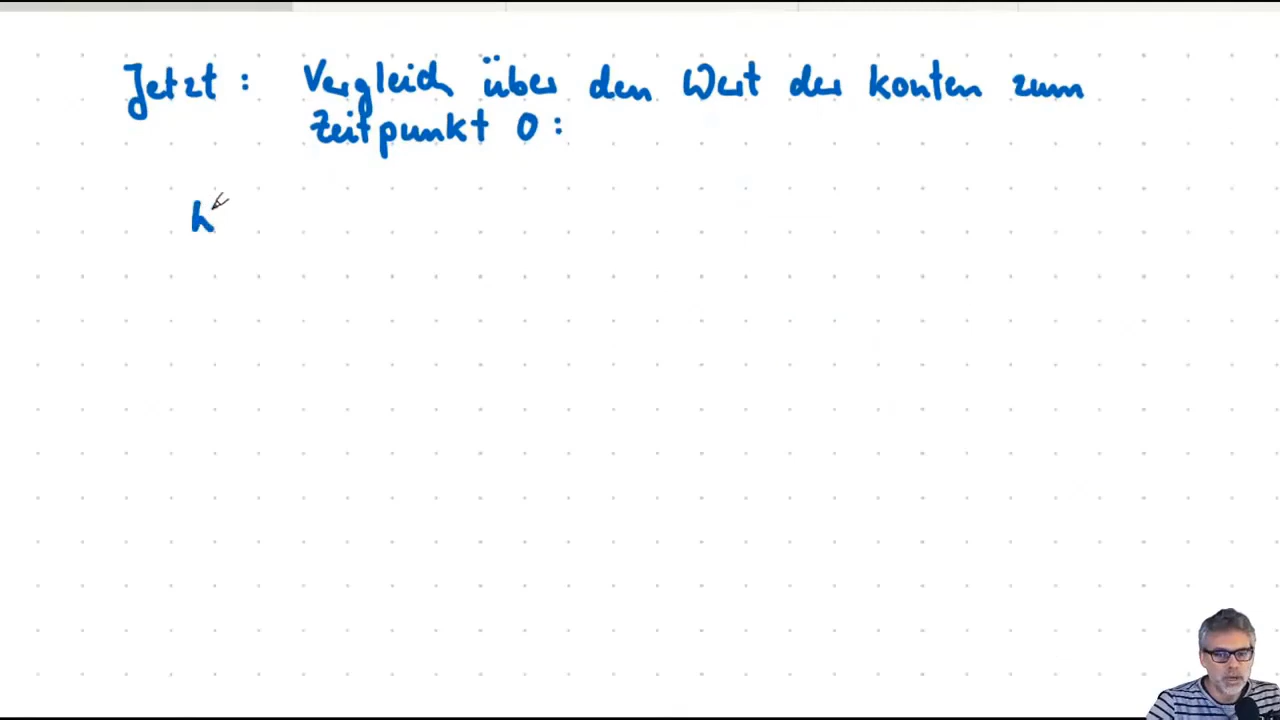 Jetzt : Vergleich über den Wert der Konten zum
Zeitpunkt 0 :
h